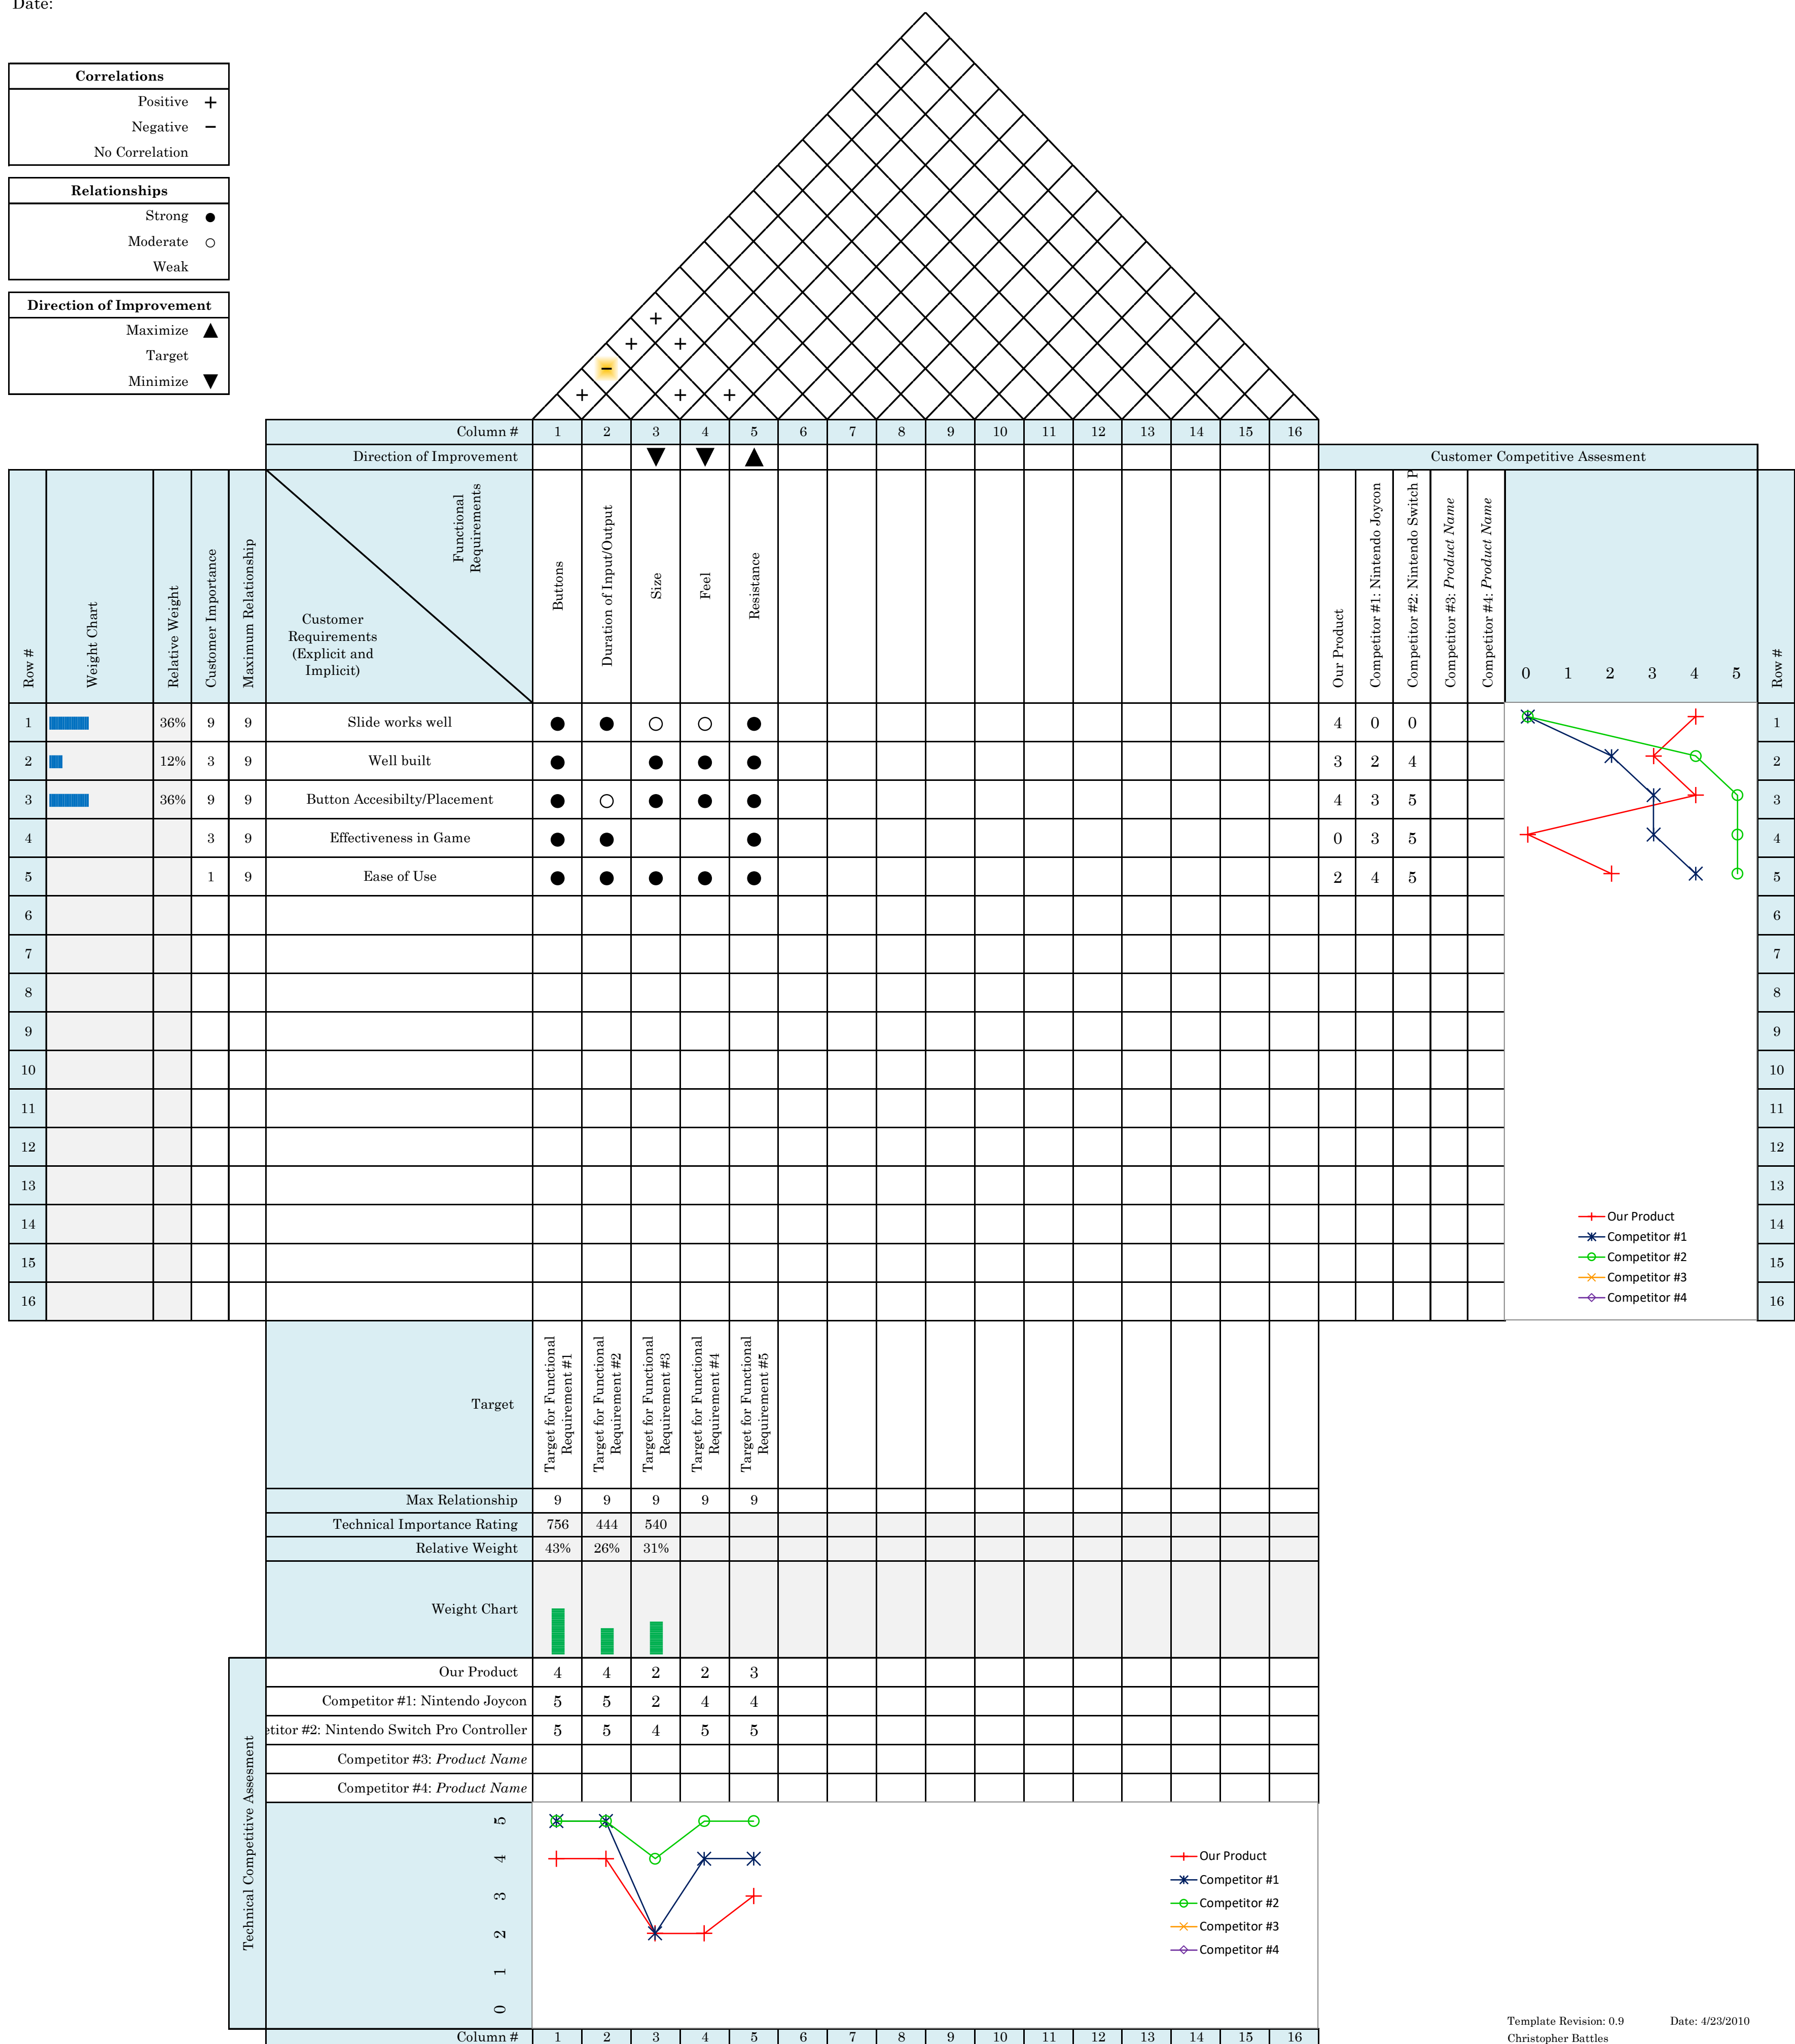 Date:
Correlations
Positive +
Negative −
No Correlation
Relationships
Strong ●
Moderate ○
Weak
Direction of Improvement
Maximize ▲
Target
Minimize ▼
+
+ +
−
+ + +
Column # 1 2 3 4 5 6 7 8 9 10 11 12 13 14 15 16
Direction of Improvement ▼ ▼ ▲
Customer Competitive Assesment
Row #
Weight Chart
Relative Weight
Customer Importance
Maximum Relationship
Functional
Requirements
Customer
Requirements
(Explicit and
Implicit)
Buttons
Duration of Input/Output
Size
Feel
Resistance
Our Product
Competitor #1: Nintendo Joycon
Competitor #2: Nintendo Switch P
Competitor #3: Product Name
Competitor #4: Product Name
0 1 2 3 4 5
Row #
1 36% 9 9 Slide works well ● ● ○ ○ ● 4 0 0 1
2 12% 3 9 Well built ● ● ● ● 3 2 4 2
3 36% 9 9 Button Accesibilty/Placement ● ○ ● ● ● 4 3 5 3
4 3 9 Effectiveness in Game ● ● ● 0 3 5 4
5 1 9 Ease of Use ● ● ● ● ● 2 4 5 5
6 6
7 7
8 8
9 9
10 10
11 11
12 12
13 13
14 14
15 15
16 16
Our Product
Competitor #1
Competitor #2
Competitor #3
Competitor #4
Target
Target for Functional
Requirement #1
Target for Functional
Requirement #2
Target for Functional
Requirement #3
Target for Functional
Requirement #4
Target for Functional
Requirement #5
Max Relationship 9 9 9 9 9
Technical Importance Rating 756 444 540
Relative Weight 43% 26% 31%
Weight Chart
Technical Competitive Assesment
Our Product 4 4 2 2 3
Competitor #1: Nintendo Joycon 5 5 2 4 4
etitor #2: Nintendo Switch Pro Controller 5 5 4 5 5
Competitor #3: Product Name
Competitor #4: Product Name
5
4
3
2
1
0
Our Product
Competitor #1
Competitor #2
Competitor #3
Competitor #4
Column # 1 2 3 4 5 6 7 8 9 10 11 12 13 14 15 16
Template Revision: 0.9 Date: 4/23/2010
Christopher Battles